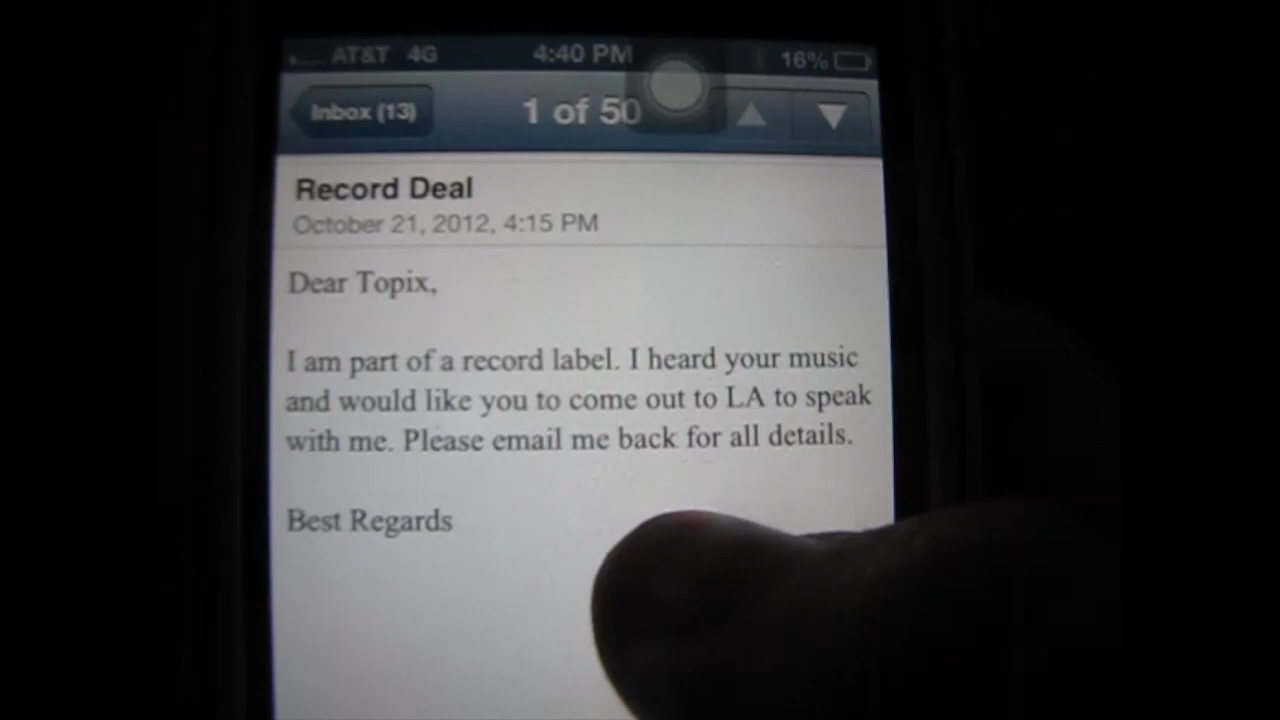 AT&T 4G 4:40 PM 16%
Inbox (13) 1 of 50
Record Deal
October 21, 2012, 4:15 PM
Dear Topix,
I am part of a record label. I heard your music
and would like you to come out to LA to speak
with me. Please email me back for all details.
Best Regards